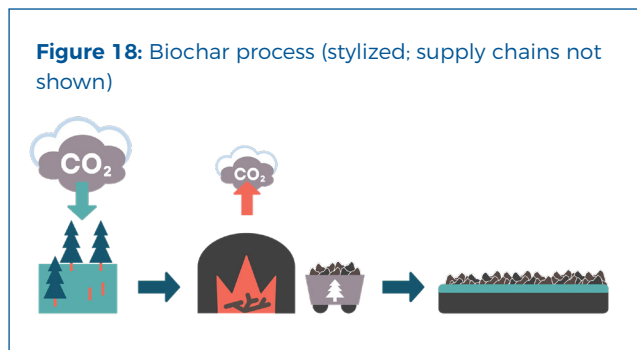 Figure 18: Biochar process (stylized; supply chains not
shown)
CO₂
CO₂